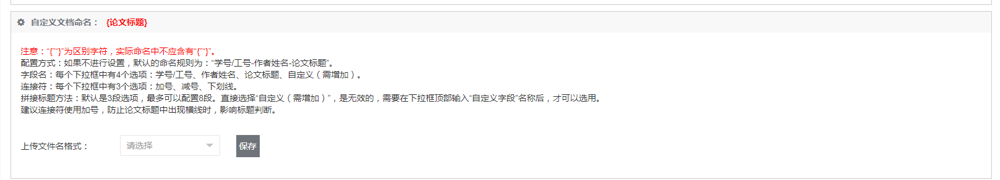 自定义文档命名： {论文标题}
注意：“{”“}”为区别字符，实际命名中不应含有“{”“}”。
配置方式：如果不进行设置，默认的命名规则为：“学号/工号-作者姓名-论文标题”。
字段名：每个下拉框中有4个选项：学号/工号、作者姓名、论文标题、自定义（需增加）。
连接符：每个下拉框中有3个选项：加号、减号、下划线。
拼接标题方法：默认是3段选项，最多可以配置8段。直接选择“自定义（需增加）”，是无效的，需要在下拉框顶部输入“自定义字段”名称后，才可以选用。
建议连接符使用加号，防止论文标题中出现横线时，影响标题判断。
上传文件名格式： 请选择 保存